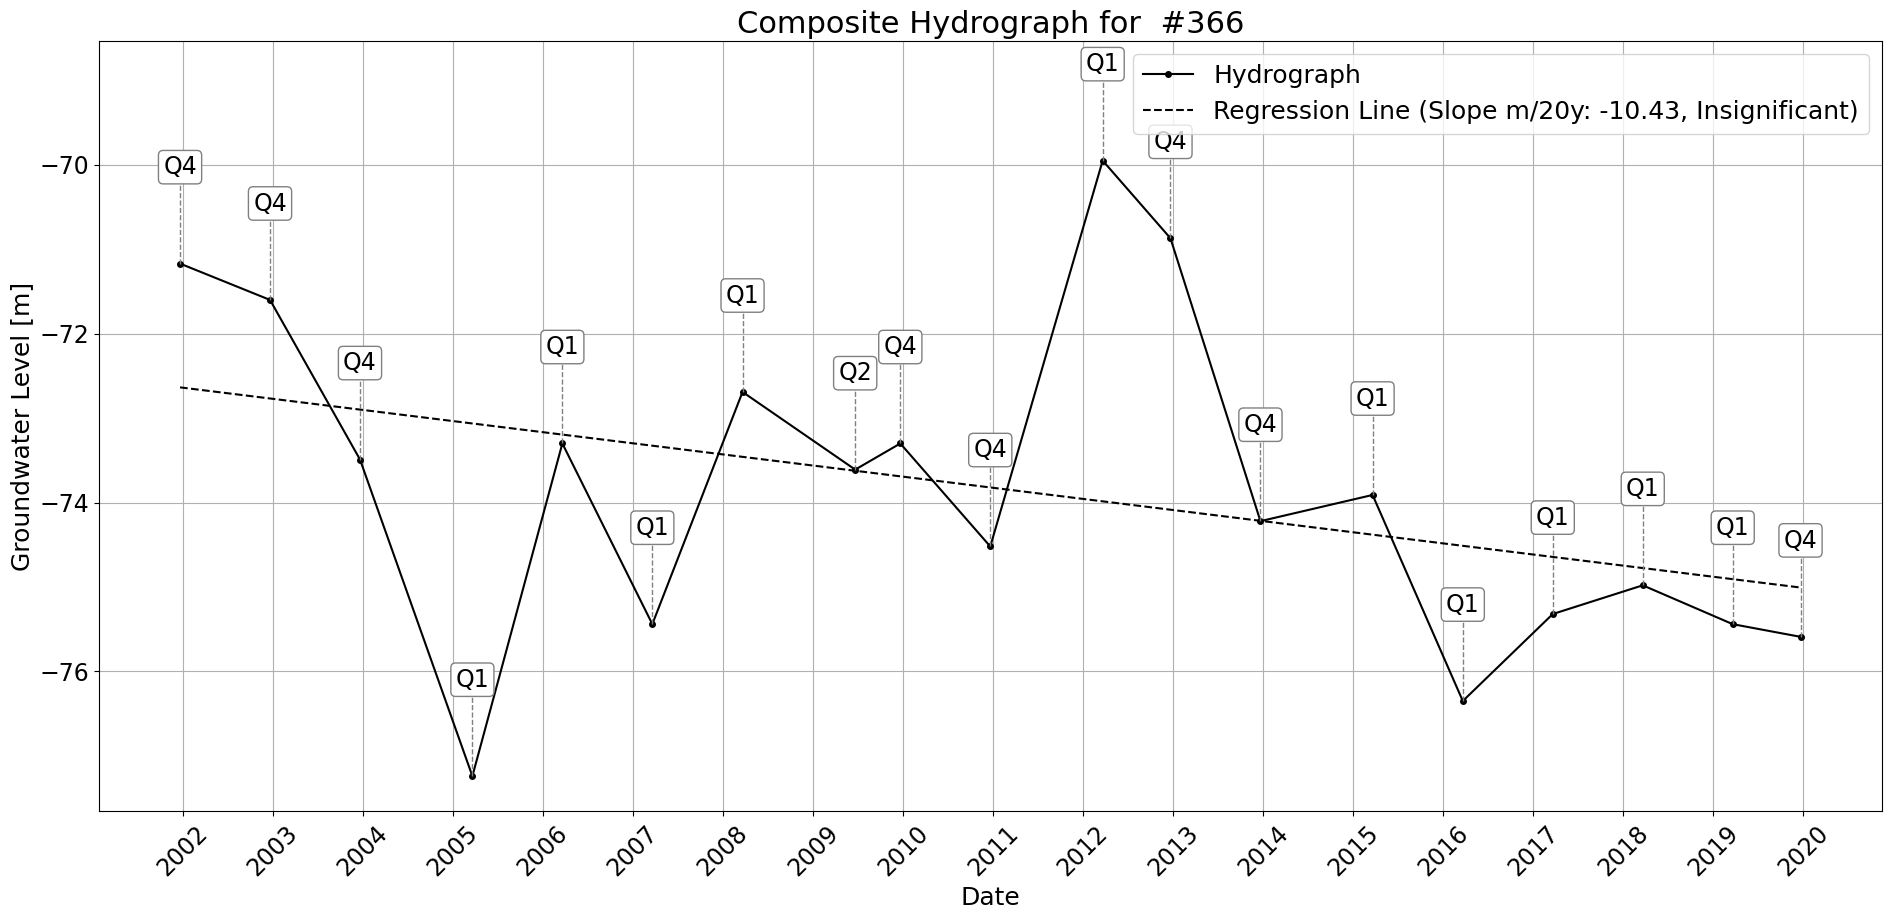 Composite Hydrograph for  #366
Hydrograph
Regression Line (Slope m/20y: -10.43, Insignificant)
Groundwater Level [m]
−70
−72
−74
−76
Q4
Q4
Q4
Q1
Q1
Q1
Q1
Q2
Q4
Q4
Q1
Q4
Q4
Q1
Q1
Q1
Q1
Q1
Q4
2002
2003
2004
2005
2006
2007
2008
2009
2010
2011
2012
2013
2014
2015
2016
2017
2018
2019
2020
Date